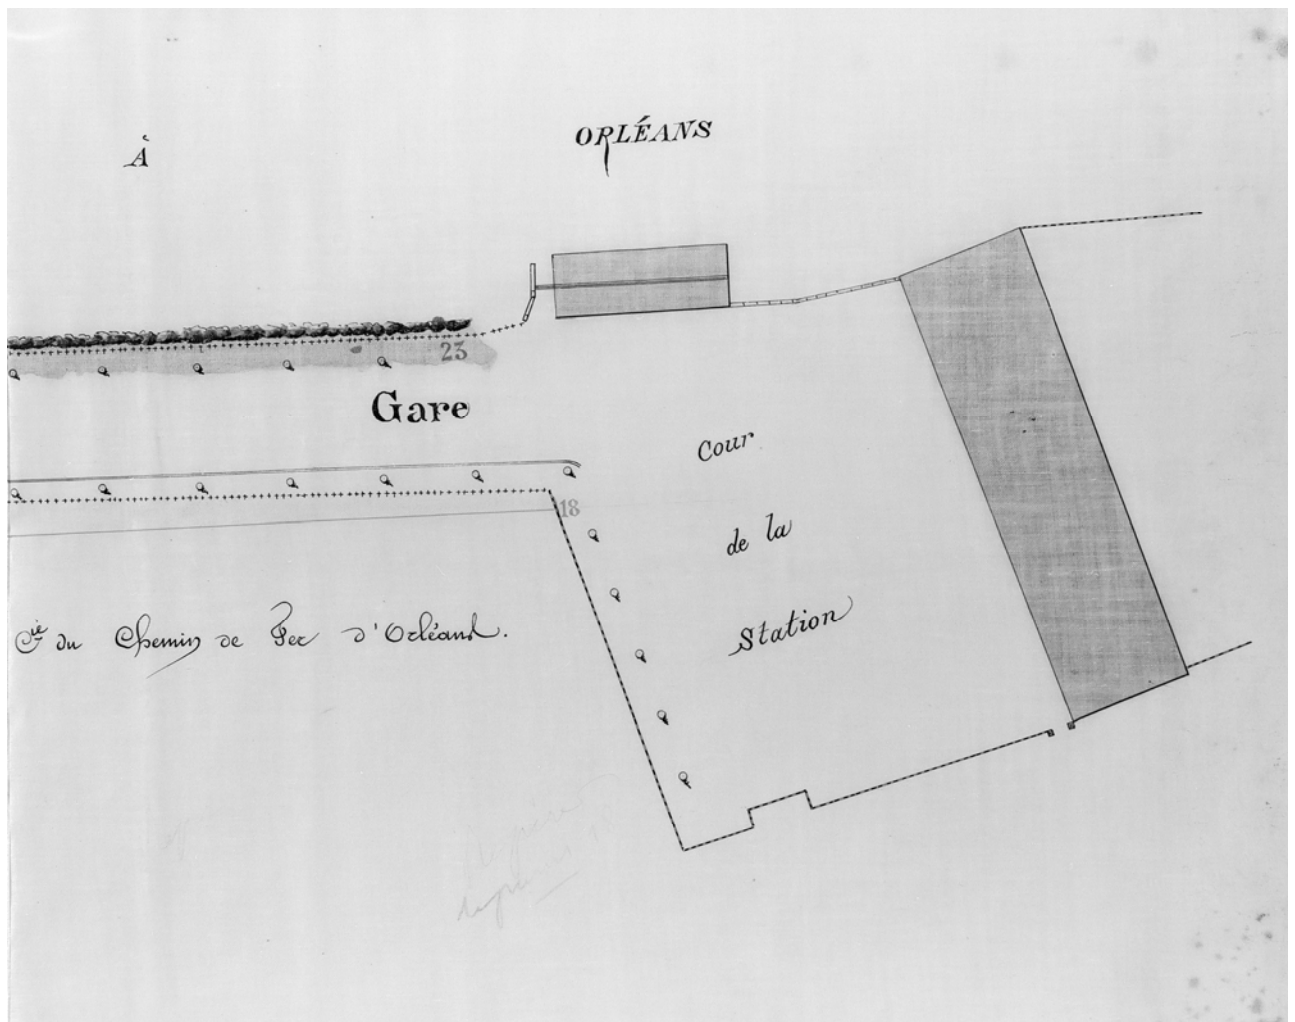 À ORLÉANS
23
Gare
Cour
18
de la
Station
Cie du Chemin de Fer d'Orléans.